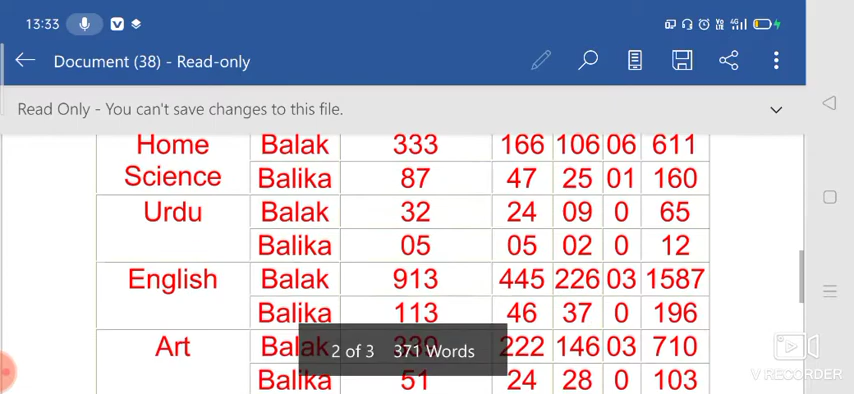 13:33
Document (38) - Read-only
Read Only - You can't save changes to this file.
Home Balak 333 166 106 06 611
Science Balika 87 47 25 01 160
Urdu Balak 32 24 09 0 65
Balika 05 05 02 0 12
English Balak 913 445 226 03 1587
Balika 113 46 37 0 196
Art Balak 339 222 146 03 710
2 of 3 371 Words
Balika 51 24 28 0 103
V RECORDER